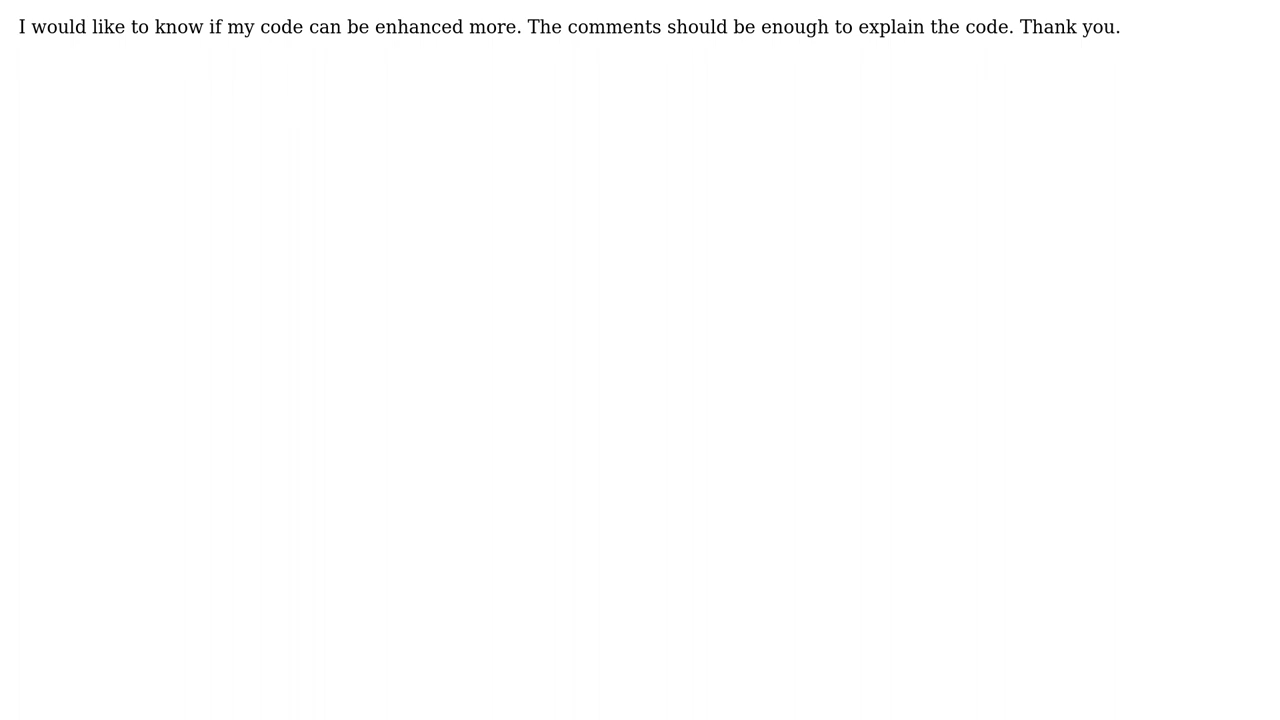 I would like to know if my code can be enhanced more. The comments should be enough to explain the code. Thank you.